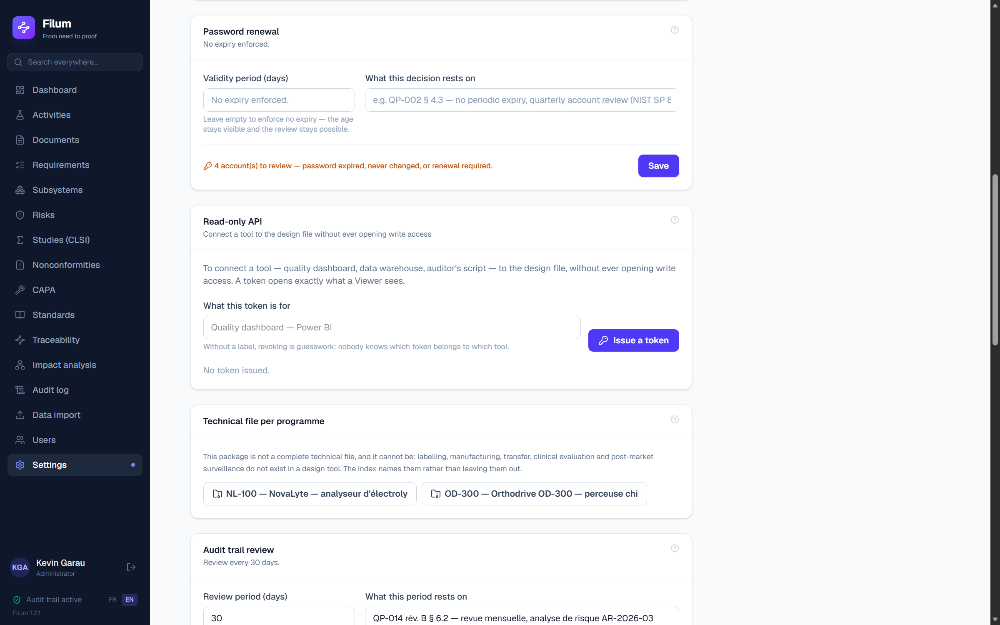 Filum
From need to proof
Search everywhere...
Dashboard
Activities
Documents
Requirements
Subsystems
Risks
Studies (CLSI)
Nonconformities
CAPA
Standards
Traceability
Impact analysis
Audit log
Data import
Users
Settings
KGA
Kevin Garau
Administrator
Audit trail active
FR
EN
Filum 1.2.1
Password renewal
No expiry enforced.
Validity period (days)
What this decision rests on
No expiry enforced.
e.g. QP-002 § 4.3 — no periodic expiry, quarterly account review (NIST SP 8
Leave empty to enforce no expiry — the age
stays visible and the review stays possible.
4 account(s) to review — password expired, never changed, or renewal required.
Save
Read-only API
Connect a tool to the design file without ever opening write access
To connect a tool — quality dashboard, data warehouse, auditor's script — to the design file, without ever opening write
access. A token opens exactly what a Viewer sees.
What this token is for
Quality dashboard — Power BI
Issue a token
Without a label, revoking is guesswork: nobody knows which token belongs to which tool.
No token issued.
Technical file per programme
This package is not a complete technical file, and it cannot be: labelling, manufacturing, transfer, clinical evaluation and post-market
surveillance do not exist in a design tool. The index names them rather than leaving them out.
NL-100 — NovaLyte — analyseur d'électroly
OD-300 — Orthodrive OD-300 — perceuse chi
Audit trail review
Review every 30 days.
Review period (days)
What this period rests on
30
QP-014 rév. B § 6.2 — revue mensuelle, analyse de risque AR-2026-03